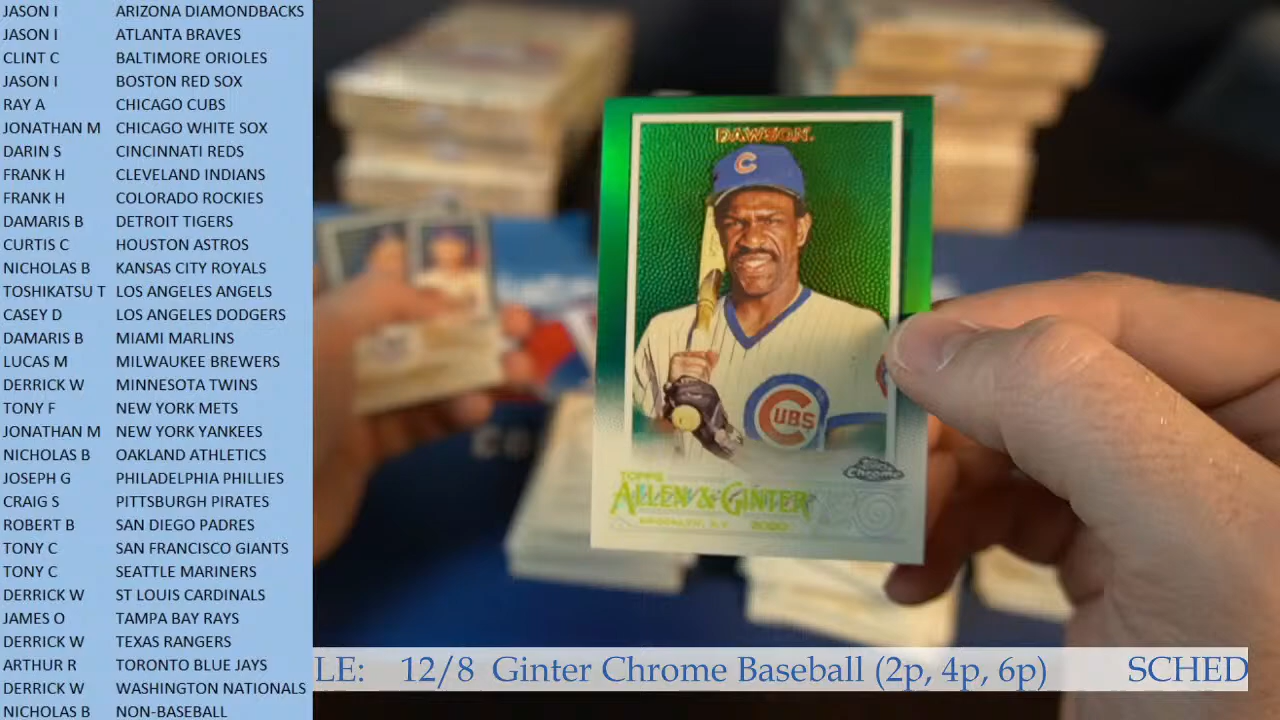 JASON I ARIZONA DIAMONDBACKS
JASON I ATLANTA BRAVES
CLINT C BALTIMORE ORIOLES
JASON I BOSTON RED SOX
RAY A CHICAGO CUBS
JONATHAN M CHICAGO WHITE SOX
DARIN S CINCINNATI REDS
FRANK H CLEVELAND INDIANS
FRANK H COLORADO ROCKIES
DAMARIS B DETROIT TIGERS
CURTIS C HOUSTON ASTROS
NICHOLAS B KANSAS CITY ROYALS
TOSHIKATSU T LOS ANGELES ANGELS
CASEY D LOS ANGELES DODGERS
DAMARIS B MIAMI MARLINS
LUCAS M MILWAUKEE BREWERS
DERRICK W MINNESOTA TWINS
TONY F NEW YORK METS
JONATHAN M NEW YORK YANKEES
NICHOLAS B OAKLAND ATHLETICS
JOSEPH G PHILADELPHIA PHILLIES
CRAIG S PITTSBURGH PIRATES
ROBERT B SAN DIEGO PADRES
TONY C SAN FRANCISCO GIANTS
TONY C SEATTLE MARINERS
DERRICK W ST LOUIS CARDINALS
JAMES O TAMPA BAY RAYS
DERRICK W TEXAS RANGERS
ARTHUR R TORONTO BLUE JAYS
DERRICK W WASHINGTON NATIONALS
NICHOLAS B NON-BASEBALL
DAWSON.
C
CUBS
Topps
Chrome
TOPPS
ALLEN & GINTER
BROOKLYN, N.Y. 2020
LE: 12/8 Ginter Chrome Baseball (2p, 4p, 6p) SCHED